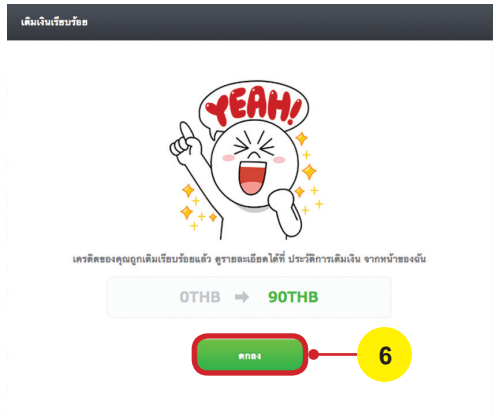 เติมเงินเรียบร้อย
YEAH!
เครดิตของคุณถูกเติมเรียบร้อยแล้ว ดูรายละเอียดได้ที่ ประวัติการเติมเงิน จากหน้าของฉัน
0THB ➡ 90THB
ตกลง
6